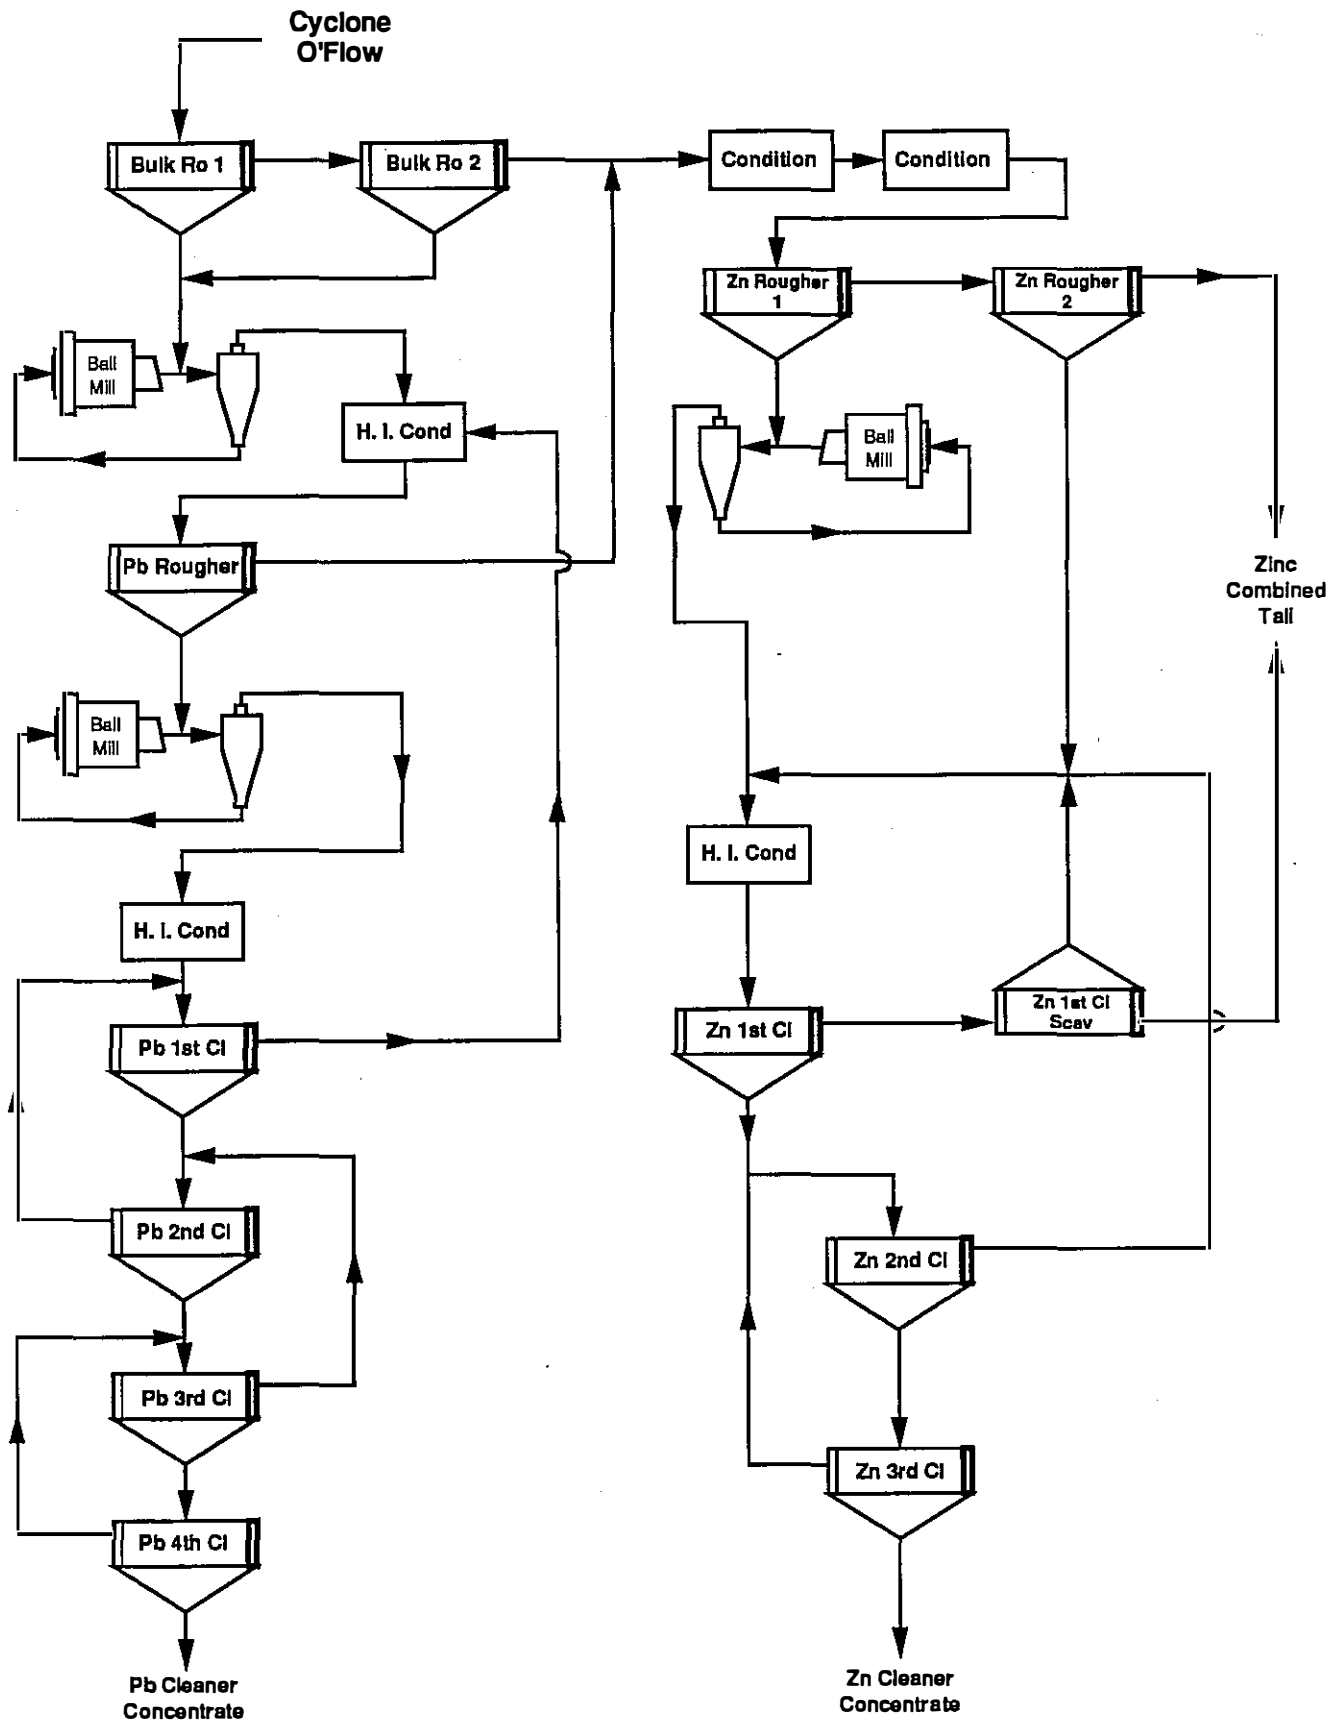 Cyclone
O'Flow
Bulk Ro 1
Bulk Ro 2
Condition
Condition
Zn Rougher
1
Zn Rougher
2
Ball
Mill
H. I. Cond
Ball
Mill
Pb Rougher
Zinc
Combined
Tail
Ball
Mill
H. I. Cond
H. I. Cond
Zn 1st Cl
Scav
Zn 1st Cl
Pb 1st Cl
Pb 2nd Cl
Zn 2nd Cl
Pb 3rd Cl
Zn 3rd Cl
Pb 4th Cl
Pb Cleaner
Concentrate
Zn Cleaner
Concentrate